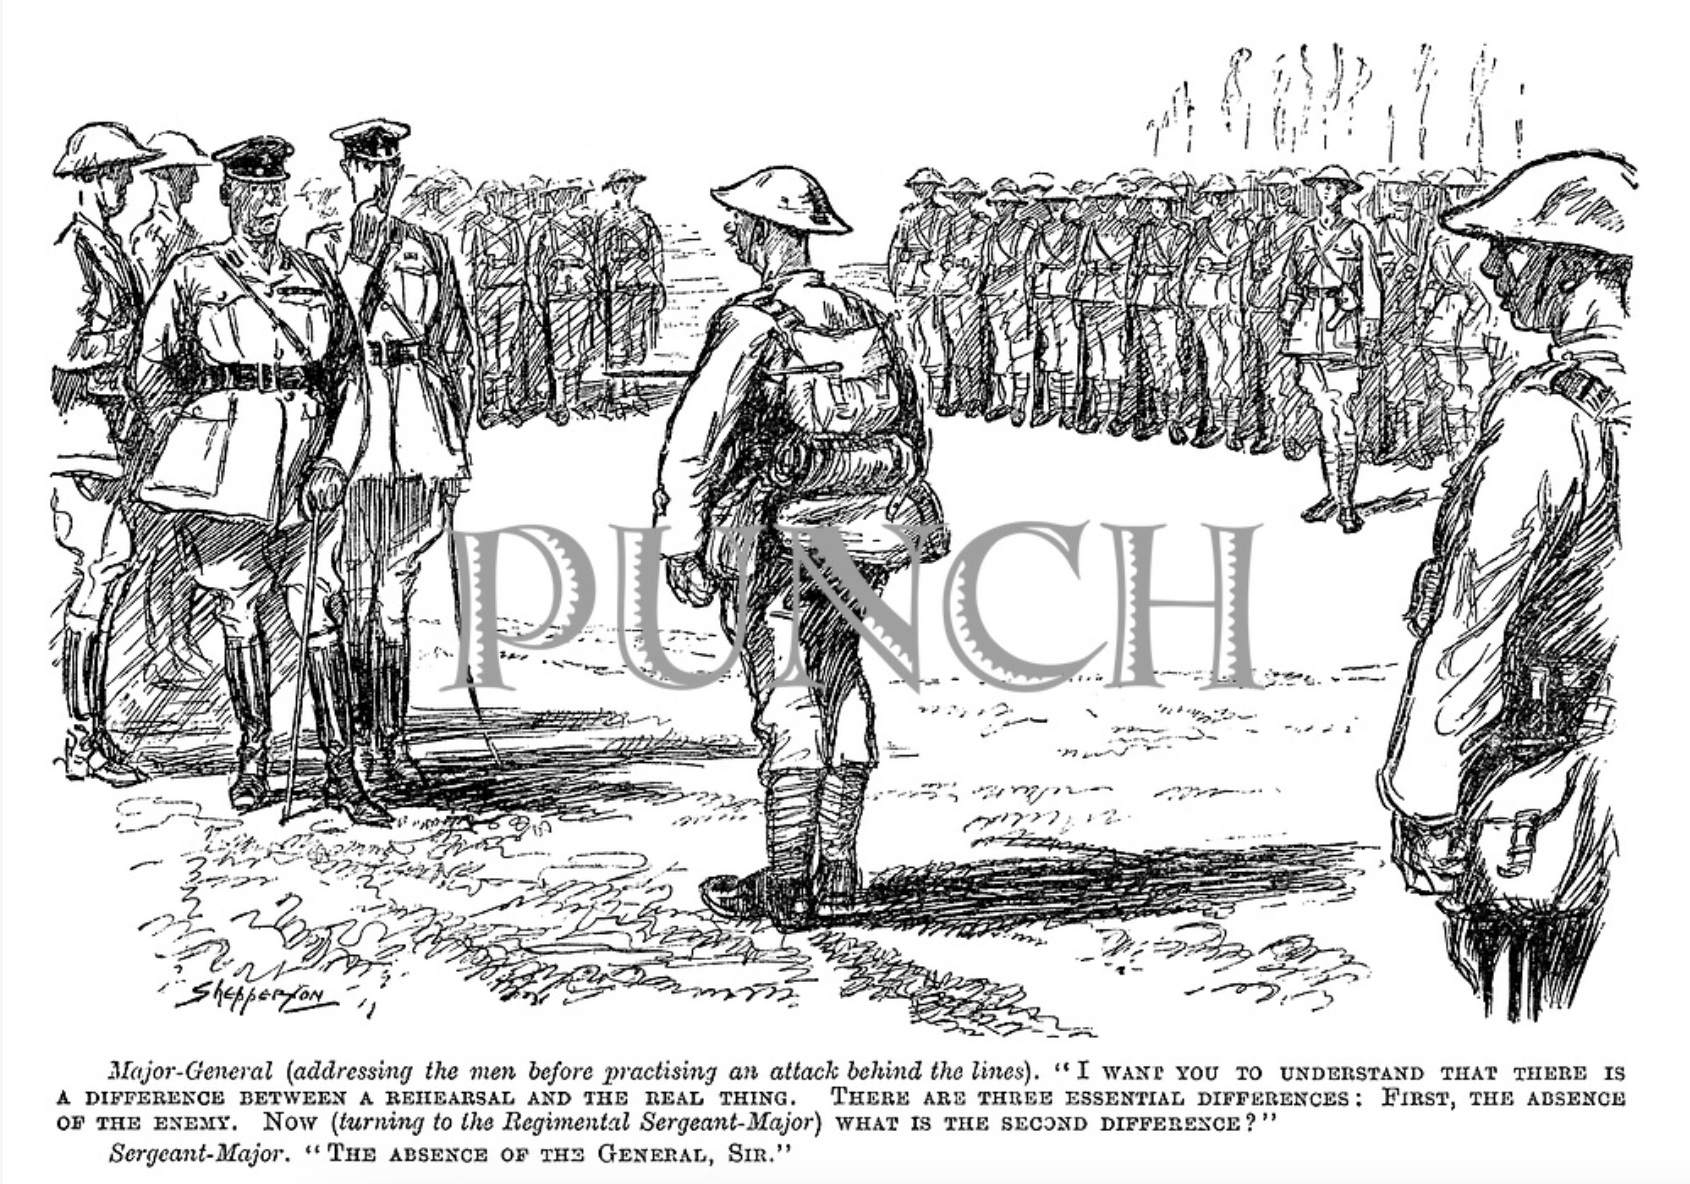 PUNCH
Shepperson
Major-General (addressing the men before practising an attack behind the lines). "I WANT YOU TO UNDERSTAND THAT THERE IS
A DIFFERENCE BETWEEN A REHEARSAL AND THE REAL THING. THERE ARE THREE ESSENTIAL DIFFERENCES: FIRST, THE ABSENCE
OF THE ENEMY. NOW (turning to the Regimental Sergeant-Major) WHAT IS THE SECOND DIFFERENCE?"
Sergeant-Major. "THE ABSENCE OF THE GENERAL, SIR."